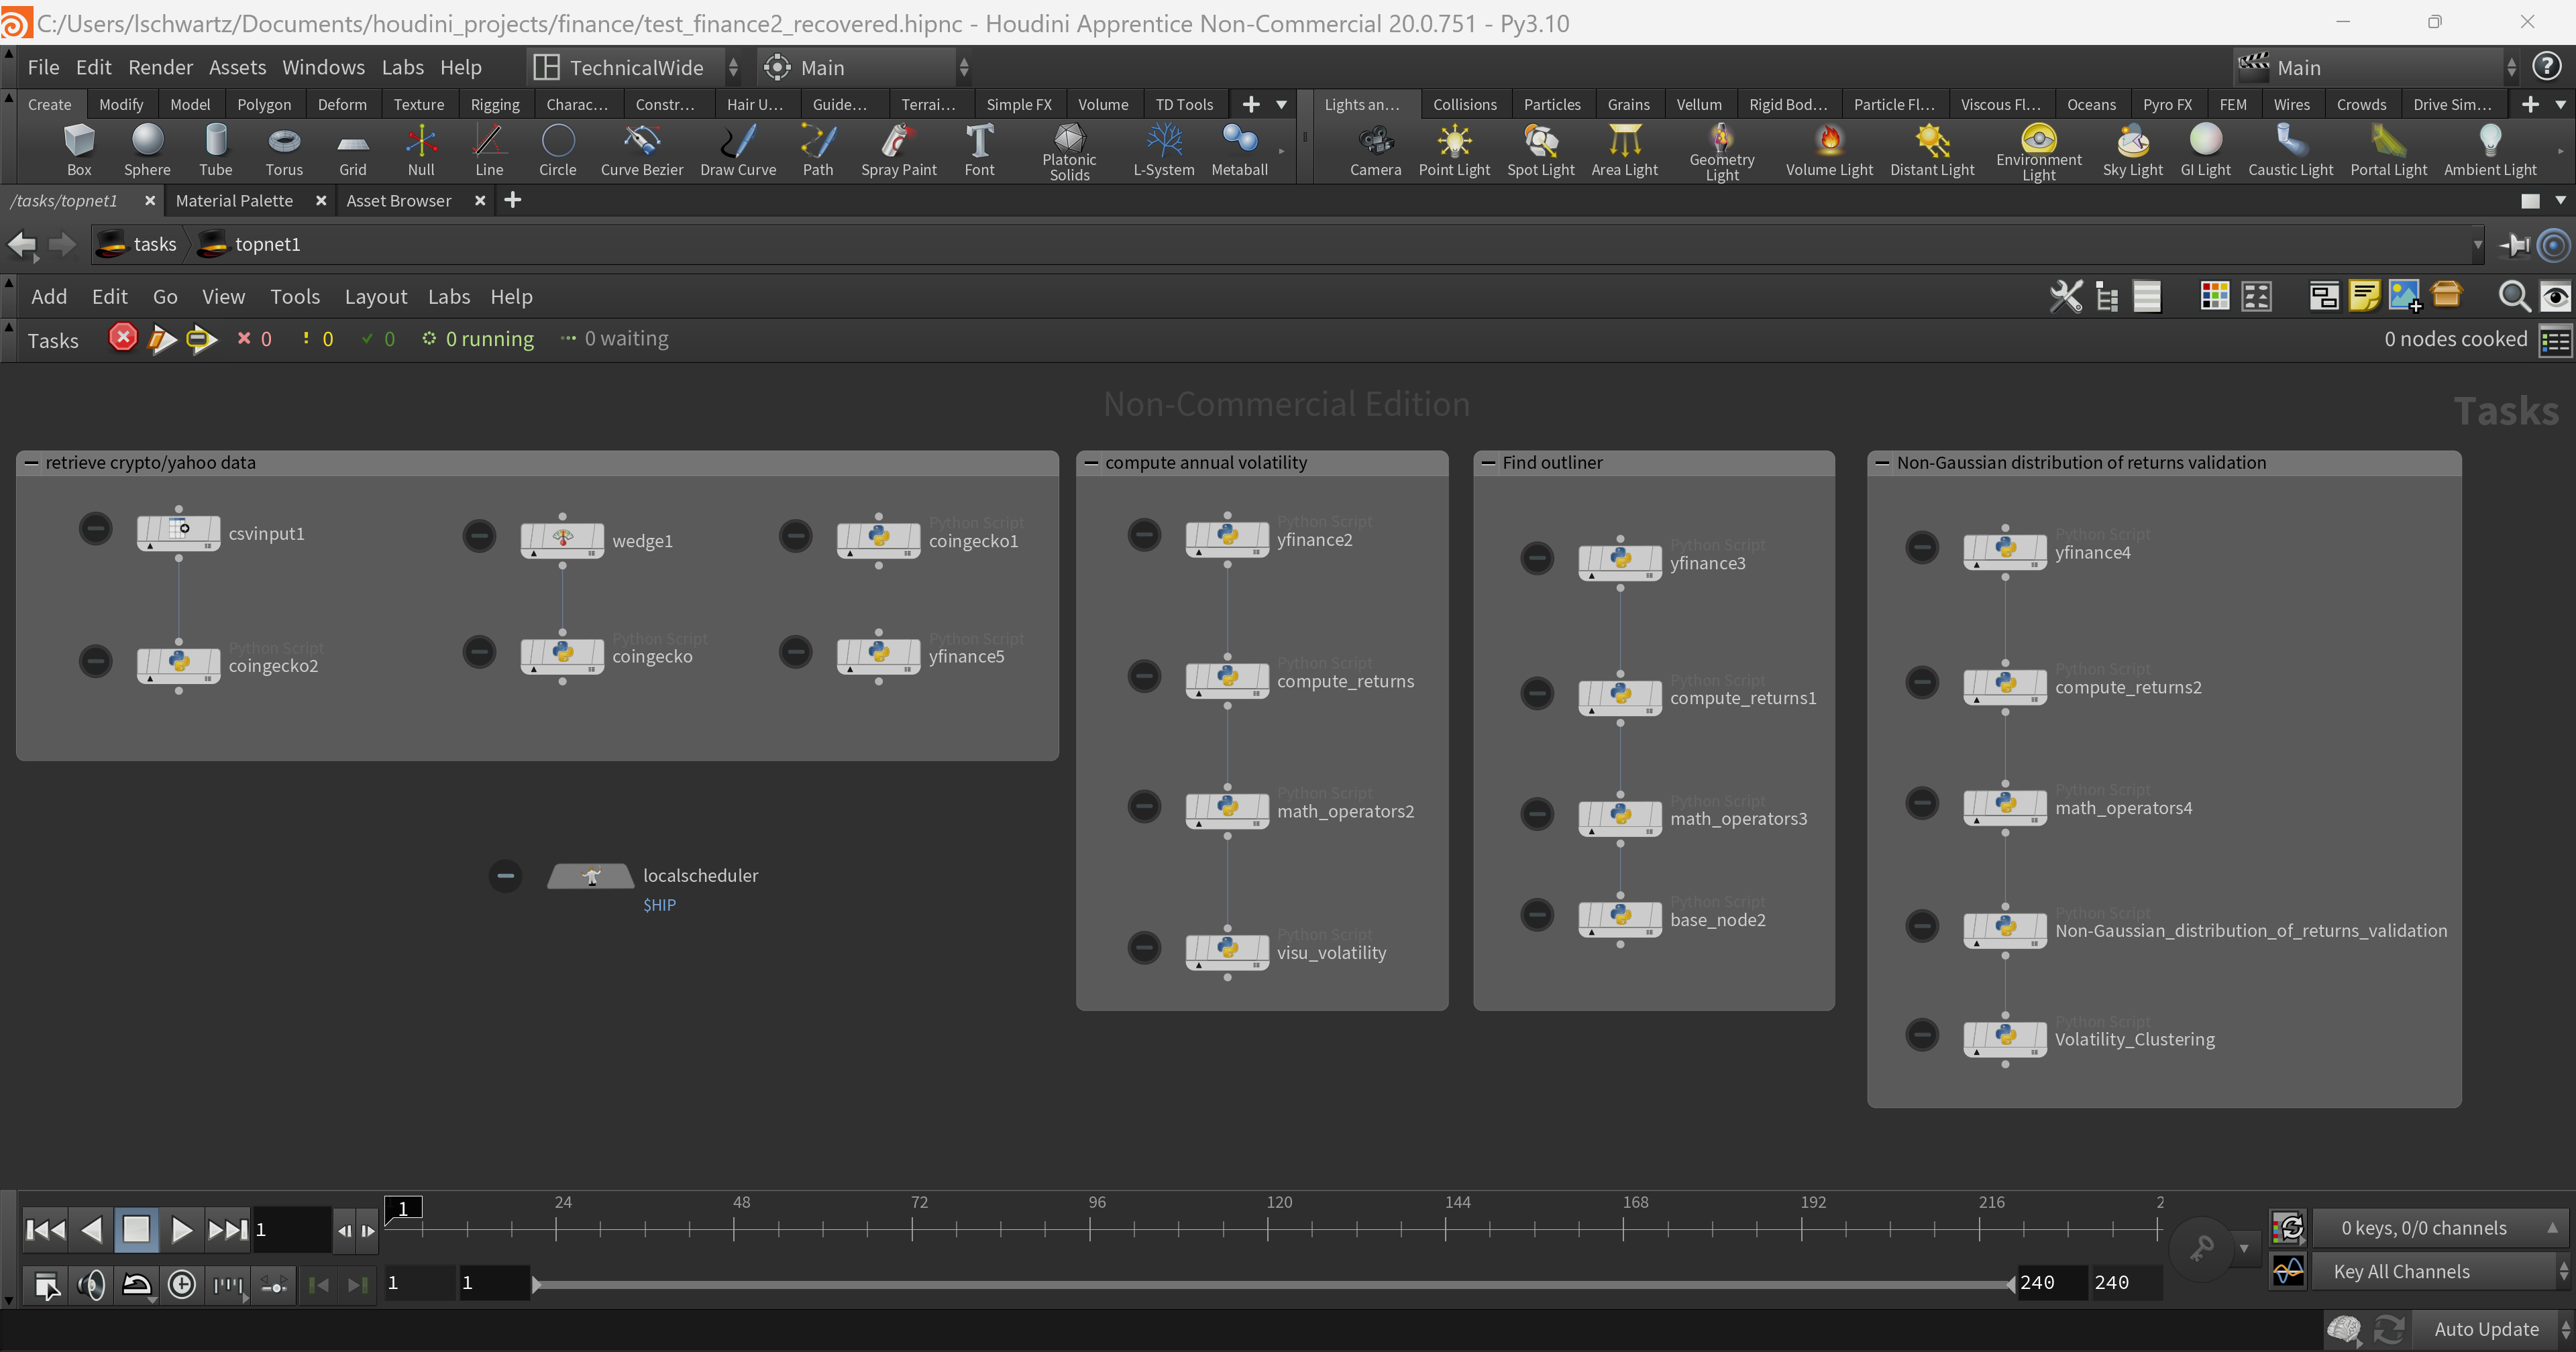 C:/Users/lschwartz/Documents/houdini_projects/finance/test_finance2_recovered.hipnc - Houdini Apprentice Non-Commercial 20.0.751 - Py3.10
File Edit Render Assets Windows Labs Help TechnicalWide Main Main
Create Modify Model Polygon Deform Texture Rigging Charac... Constr... Hair U... Guide... Terrai... Simple FX Volume TD Tools Lights an... Collisions Particles Grains Vellum Rigid Bod... Particle Fl... Viscous Fl... Oceans Pyro FX FEM Wires Crowds Drive Sim...
Box Sphere Tube Torus Grid Null Line Circle Curve Bezier Draw Curve Path Spray Paint Font Platonic Solids L-System Metaball Camera Point Light Spot Light Area Light Geometry Light Volume Light Distant Light Environment Light Sky Light GI Light Caustic Light Portal Light Ambient Light
/tasks/topnet1 Material Palette Asset Browser
tasks topnet1
Add Edit Go View Tools Layout Labs Help
Tasks 0 0 0 0 running 0 waiting 0 nodes cooked
Non-Commercial Edition
Tasks
retrieve crypto/yahoo data
csvinput1
wedge1
Python Script
coingecko1
Python Script
coingecko2
Python Script
coingecko
Python Script
yfinance5
localscheduler
$HIP
compute annual volatility
Python Script
yfinance2
Python Script
compute_returns
Python Script
math_operators2
Python Script
visu_volatility
Find outliner
Python Script
yfinance3
Python Script
compute_returns1
Python Script
math_operators3
Python Script
base_node2
Non-Gaussian distribution of returns validation
Python Script
yfinance4
Python Script
compute_returns2
Python Script
math_operators4
Python Script
Non-Gaussian_distribution_of_returns_validation
Python Script
Volatility_Clustering
1 1 24 48 72 96 120 144 168 192 216 2
0 keys, 0/0 channels
1 1 240 240 Key All Channels
Auto Update